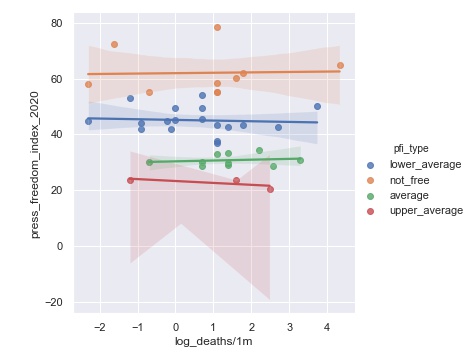 80
60
40
20
0
−20
press_freedom_index_2020
−2 −1 0 1 2 3 4
log_deaths/1m
pfi_type
lower_average
not_free
average
upper_average